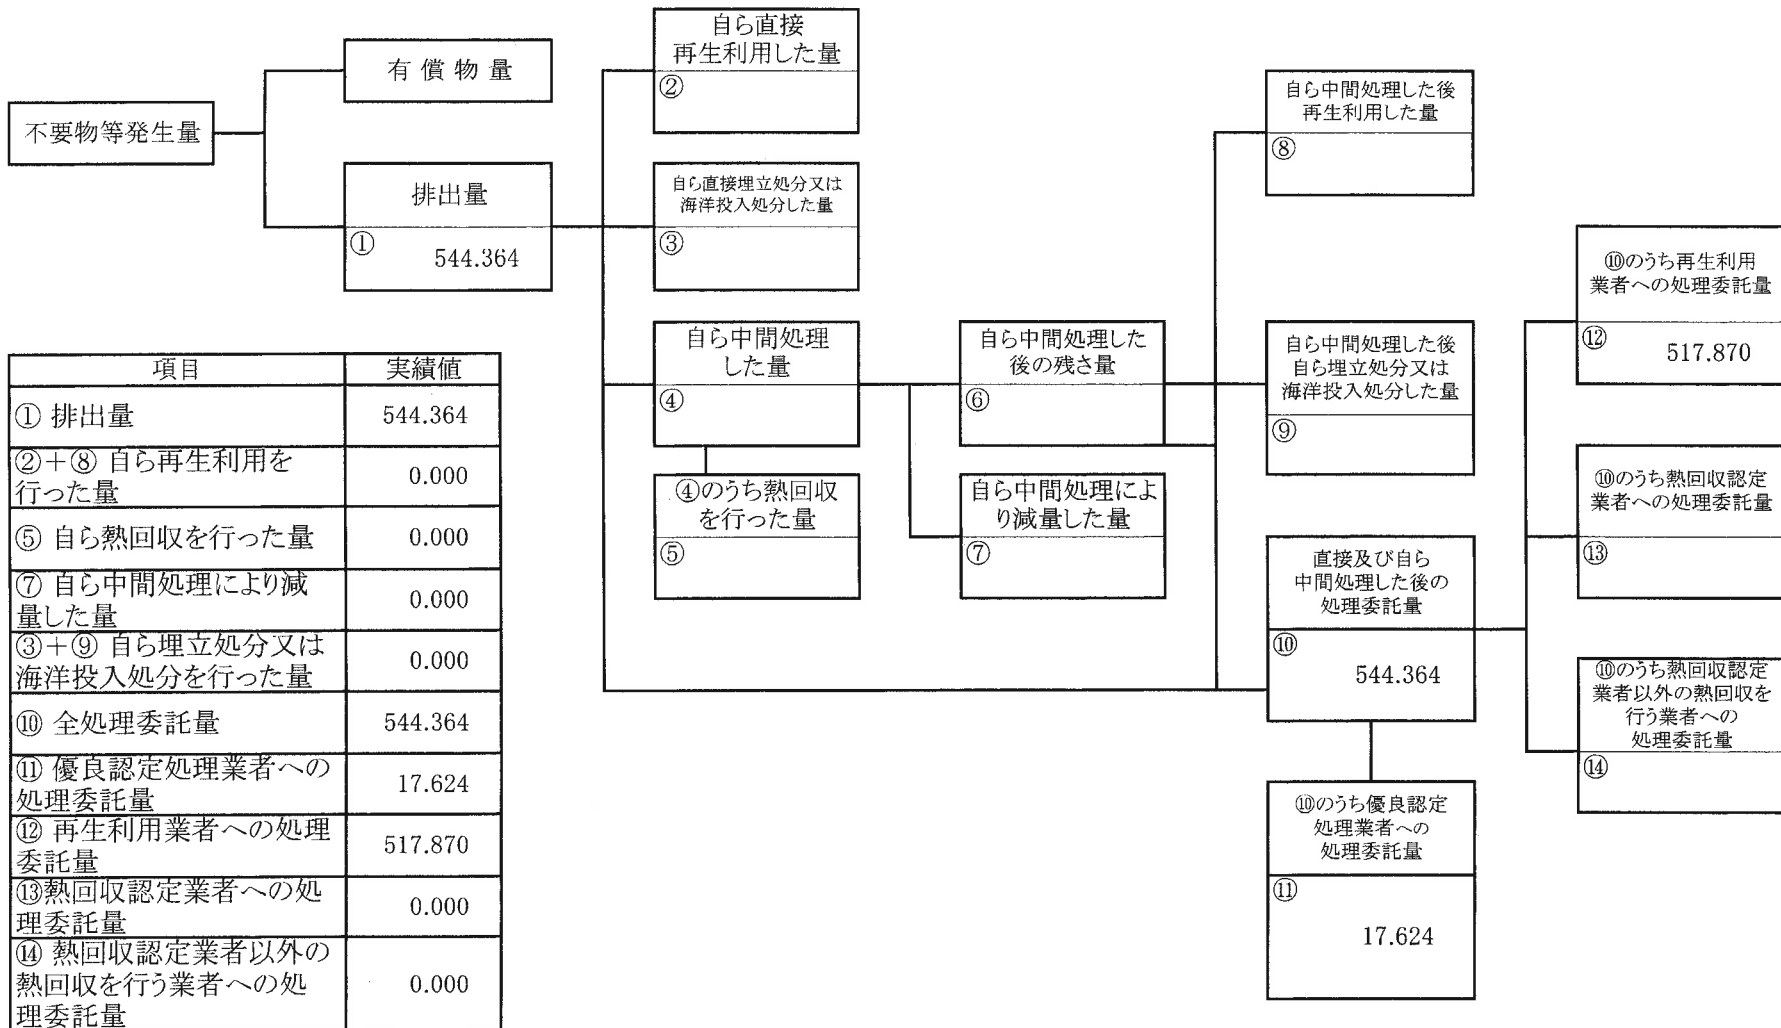 不要物等発生量
有償物量
排出量
①
544.364
自ら直接
再生利用した量
②
自ら直接埋立処分又は
海洋投入処分した量
③
自ら中間処理
した量
④
④のうち熱回収
を行った量
⑤
自ら中間処理した
後の残さ量
⑥
自ら中間処理によ
り減量した量
⑦
自ら中間処理した後
再生利用した量
⑧
自ら中間処理した後
自ら埋立処分又は
海洋投入処分した量
⑨
直接及び自ら
中間処理した後の
処理委託量
⑩
544.364
⑩のうち優良認定
処理業者への
処理委託量
⑪
17.624
⑩のうち再生利用
業者への処理委託量
⑫
517.870
⑩のうち熱回収認定
業者への処理委託量
⑬
⑩のうち熱回収認定
業者以外の熱回収を
行う業者への
処理委託量
⑭
項目 実績値
① 排出量 544.364
②+⑧ 自ら再生利用を
行った量 0.000
⑤ 自ら熱回収を行った量 0.000
⑦ 自ら中間処理により減
量した量 0.000
③+⑨ 自ら埋立処分又は
海洋投入処分を行った量 0.000
⑩ 全処理委託量 544.364
⑪ 優良認定処理業者への
処理委託量 17.624
⑫ 再生利用業者への処理
委託量 517.870
⑬熱回収認定業者への処
理委託量 0.000
⑭ 熱回収認定業者以外の
熱回収を行う業者への処
理委託量 0.000